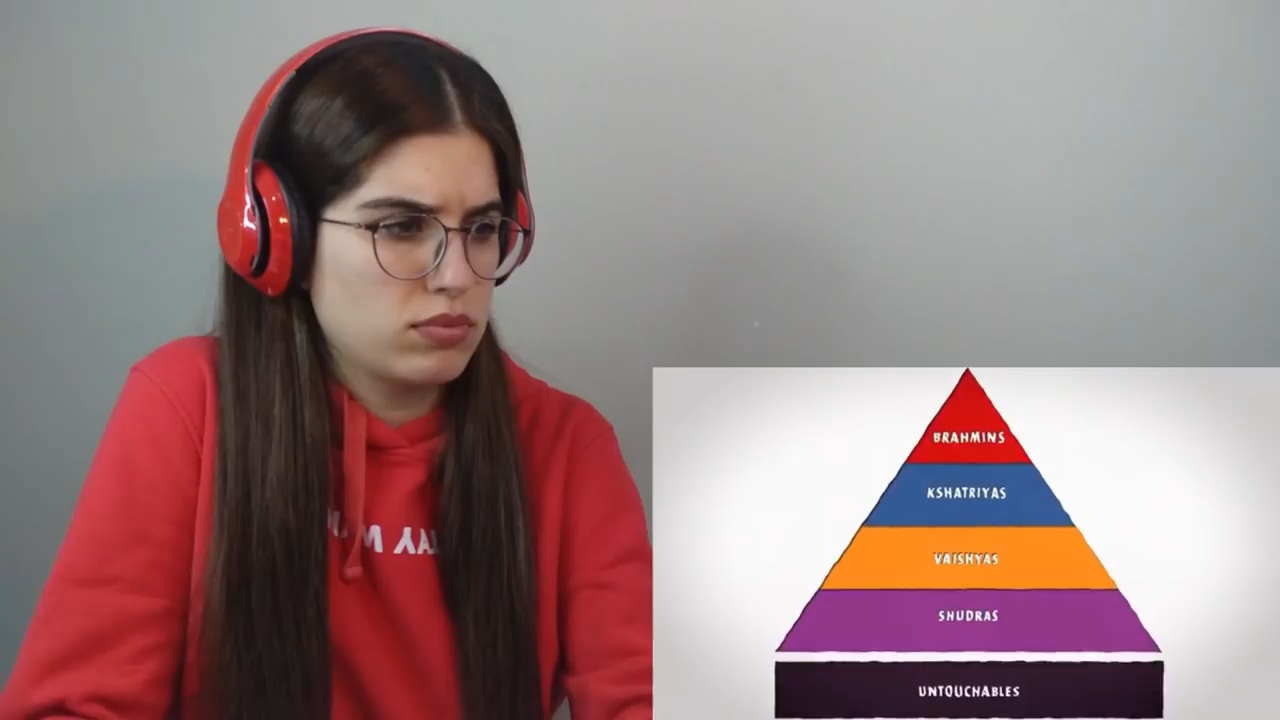 BRAHMINS
KSHATRIYAS
VAISHYAS
SHUDRAS
UNTOUCHABLES